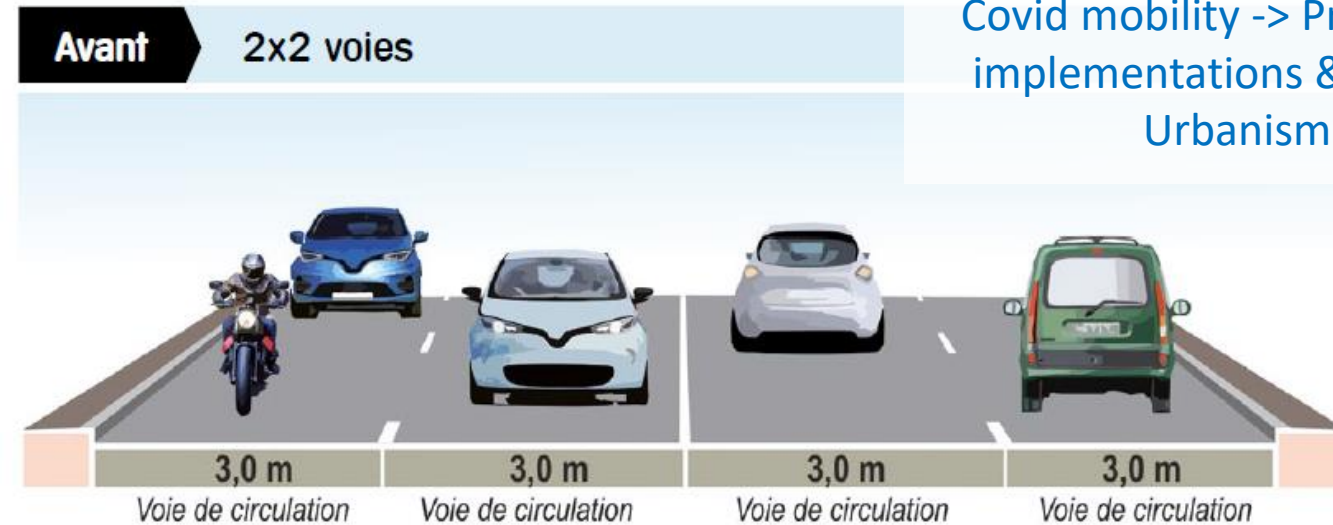 Avant 2x2 voies
Covid mobility ->
implementations &
Urbanism
3,0 m 3,0 m 3,0 m 3,0 m
Voie de circulation Voie de circulation Voie de circulation Voie de circulation